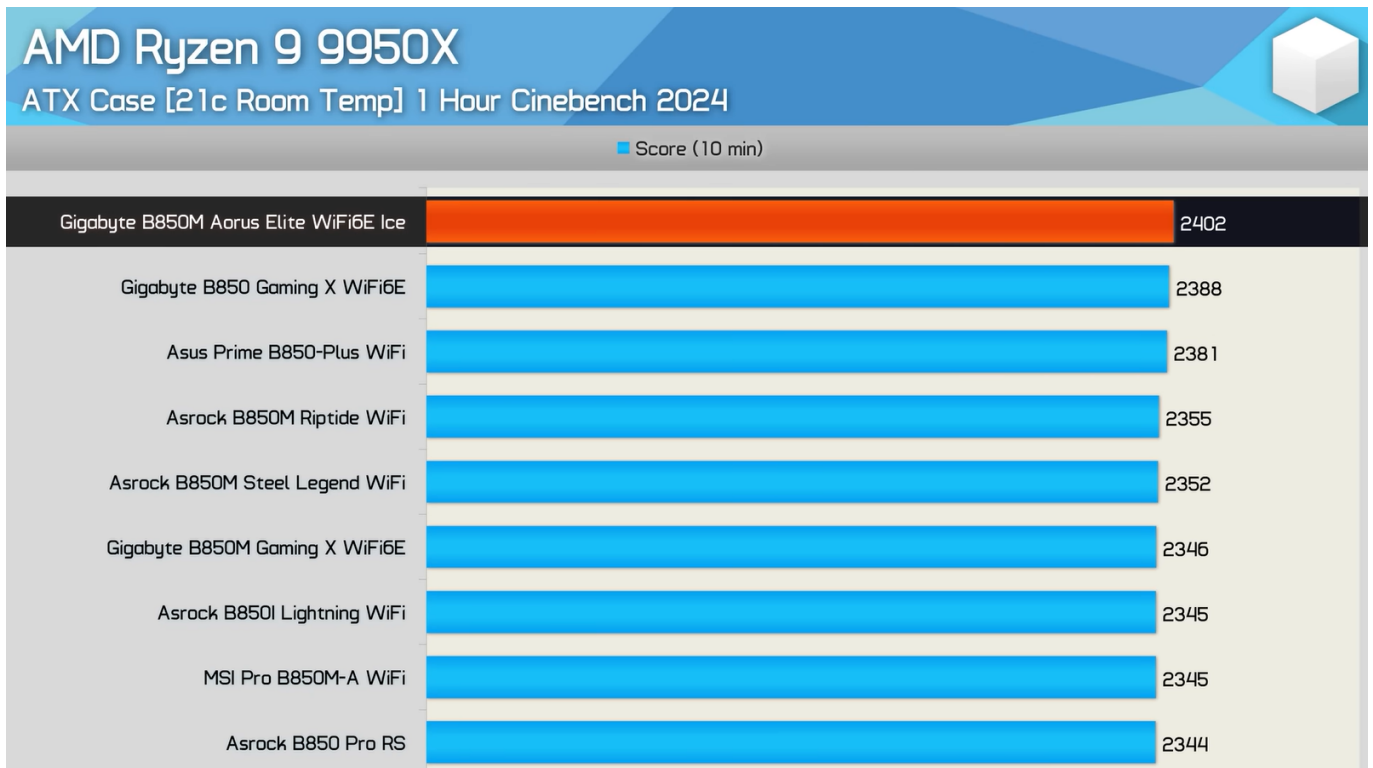 AMD Ryzen 9 9950X
ATX Case [21c Room Temp] 1 Hour Cinebench 2024
Score (10 min)
Gigabyte B850M Aorus Elite WiFi6E Ice 2402
Gigabyte B850 Gaming X WiFi6E 2388
Asus Prime B850-Plus WiFi 2381
Asrock B850M Riptide WiFi 2355
Asrock B850M Steel Legend WiFi 2352
Gigabyte B850M Gaming X WiFi6E 2346
Asrock B850I Lightning WiFi 2345
MSI Pro B850M-A WiFi 2345
Asrock B850 Pro RS 2344